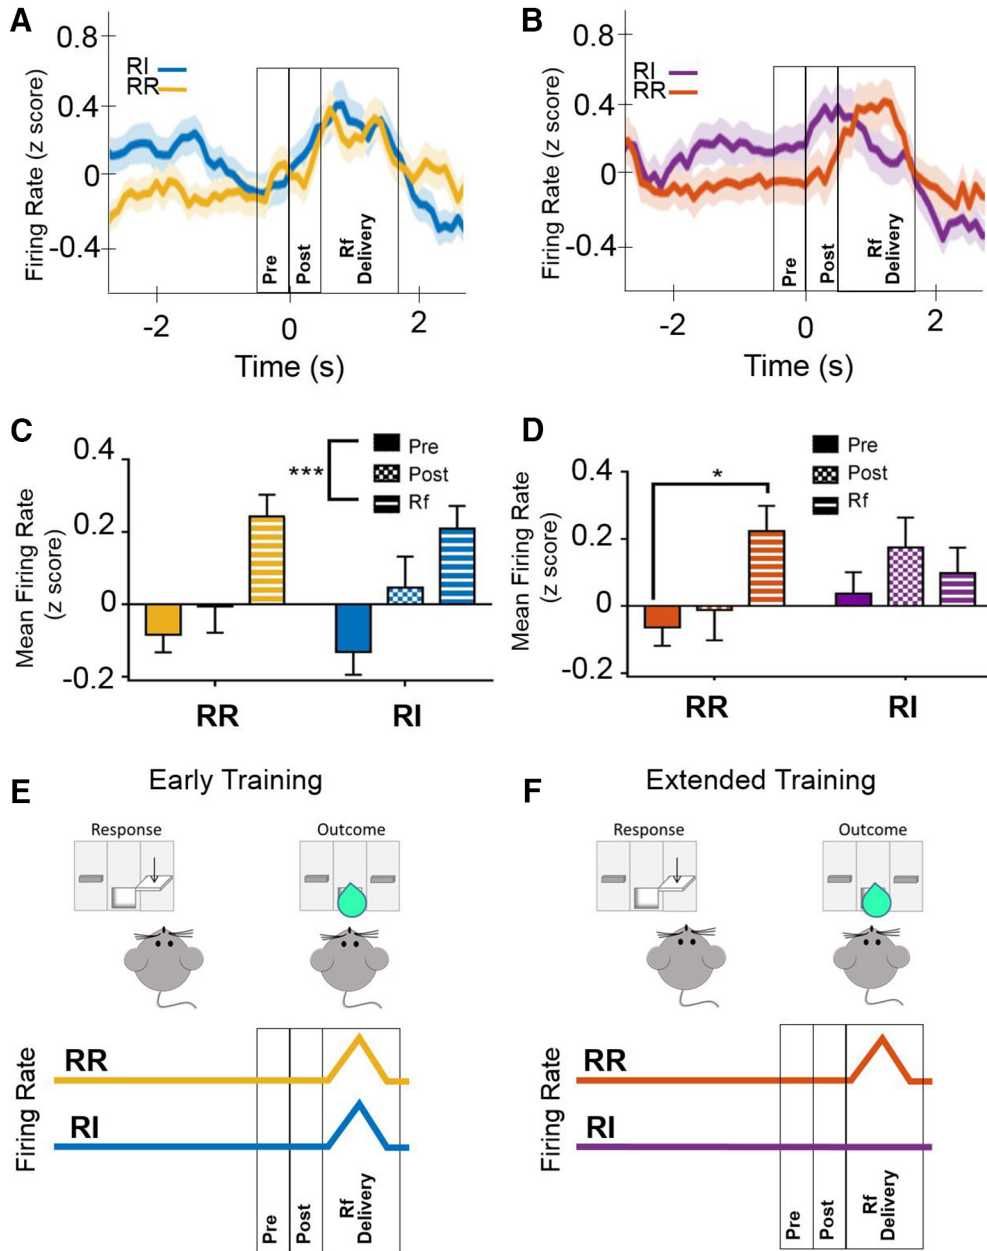 A
Firing Rate (z score)
0.8
0.4
0
-0.4
RI
RR
Pre
Post
Rf
Delivery
-2
0
2
Time (s)
B
Firing Rate (z score)
0.8
0.4
0
-0.4
RI
RR
Pre
Post
Rf
Delivery
-2
0
2
Time (s)
C
Mean Firing Rate
(z score)
0.4
0.2
0
-0.2
***
Pre
Post
Rf
RR
RI
D
Mean Firing Rate
(z score)
0.4
0.2
0
-0.2
*
Pre
Post
Rf
RR
RI
E
Early Training
Response
Outcome
Firing Rate
RR
RI
Pre
Post
Rf
Delivery
F
Extended Training
Response
Outcome
Firing Rate
RR
RI
Pre
Post
Rf
Delivery